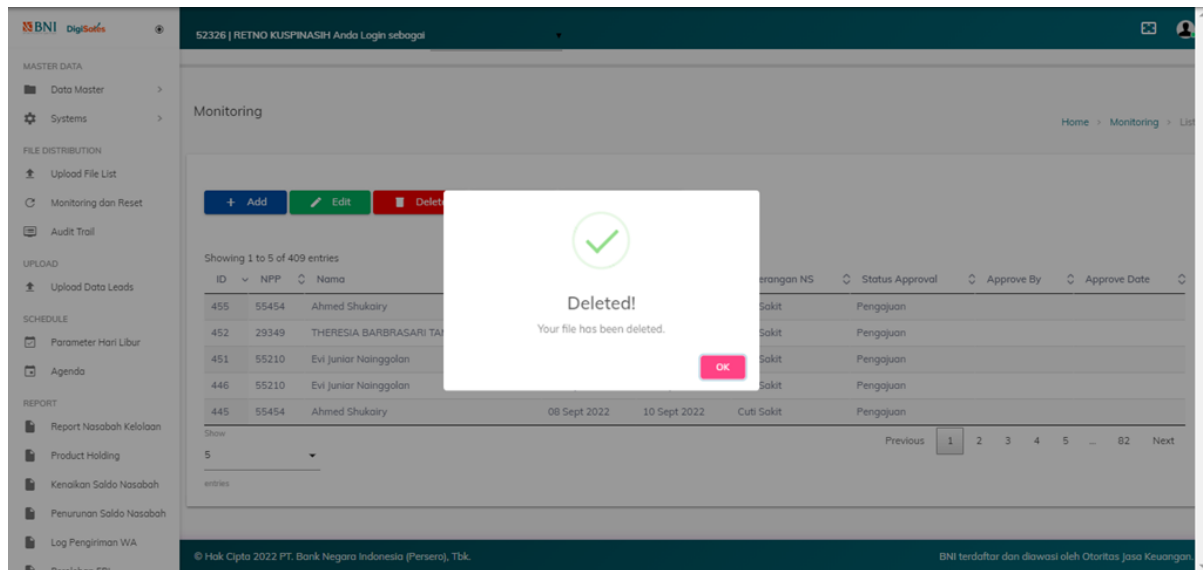 BNI DigiSales
52326 | RETNO KUSPINASIH Anda Login sebagai
MASTER DATA
Data Master
Systems
FILE DISTRIBUTION
Upload File List
Monitoring dan Reset
Audit Trail
UPLOAD
Upload Data Leads
SCHEDULE
Parameter Hari Libur
Agenda
REPORT
Report Nasabah Kelolaan
Product Holding
Kenaikan Saldo Nasabah
Penurunan Saldo Nasabah
Log Pengiriman WA
Monitoring
Home > Monitoring > List
+ Add Edit Delet
Showing 1 to 5 of 409 entries
ID NPP Nama erangan NS Status Approval Approve By Approve Date
455 55454 Ahmed Shukairy Sakit Pengajuan
452 29349 THERESIA BARBRASARI TAN Sakit Pengajuan
451 55210 Evi Juniar Nainggolan Sakit Pengajuan
446 55210 Evi Juniar Nainggolan Sakit Pengajuan
445 55454 Ahmed Shukairy 08 Sept 2022 10 Sept 2022 Cuti Sakit Pengajuan
Deleted!
Your file has been deleted.
OK
Show
5
entries
Previous 1 2 3 4 5 ... 82 Next
© Hak Cipta 2022 PT. Bank Negara Indonesia (Persero), Tbk.
BNI terdaftar dan diawasi oleh Otoritas Jasa Keuangan.